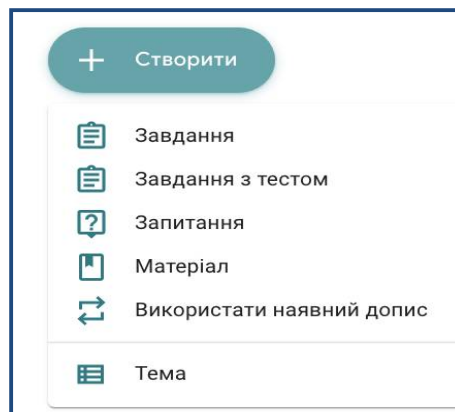 Створити
Завдання
Завдання з тестом
Запитання
Матеріал
Використати наявний допис
Тема